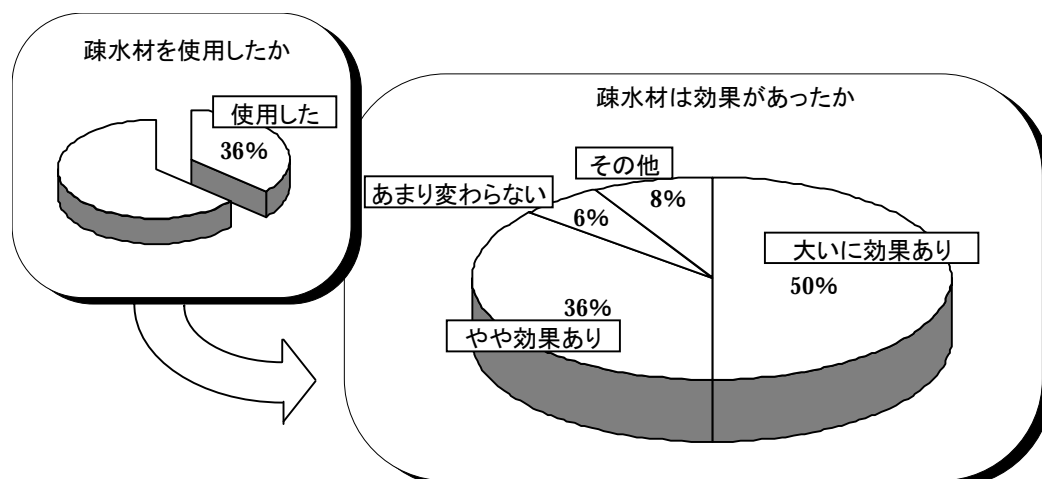 疎水材を使用したか
使用した
36%
疎水材は効果があったか
その他
8%
あまり変わらない
6%
大いに効果あり
50%
36%
やや効果あり